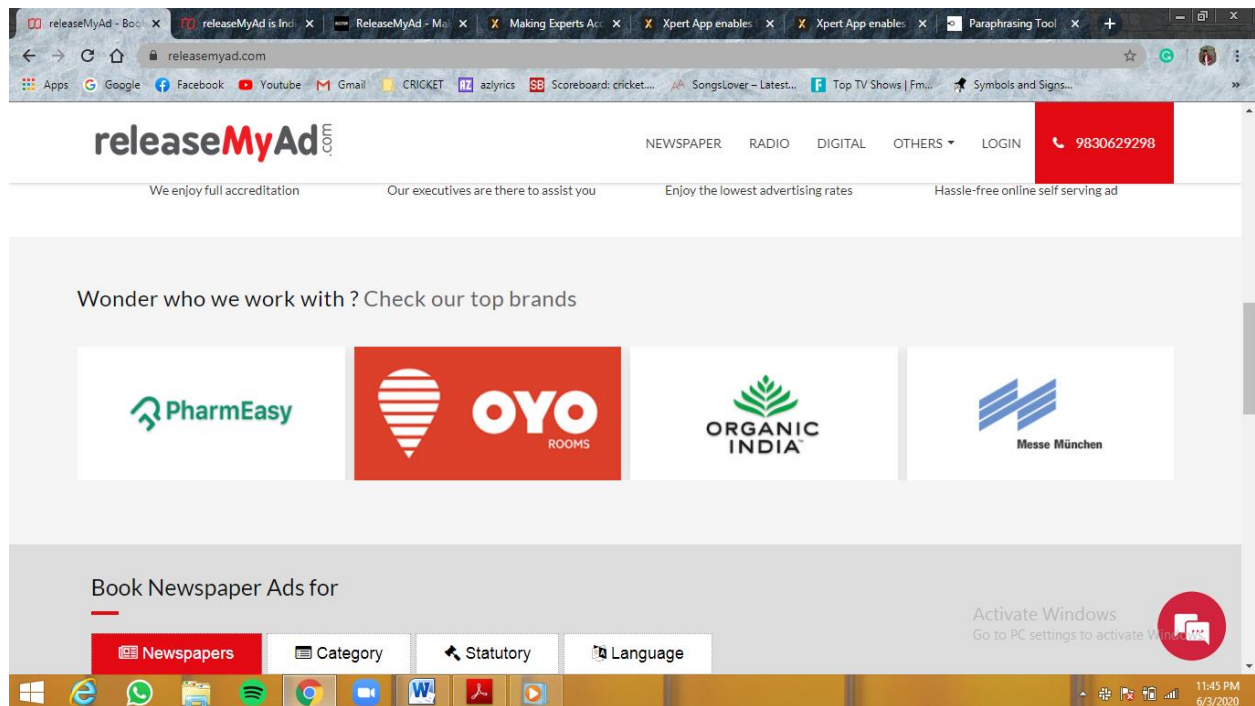 releaseMyAd - Boo
releaseMyAd is Indi
ReleaseMyAd - Ma
Making Experts Acc
Xpert App enables
Xpert App enables
Paraphrasing Tool
releasemyad.com
Apps Google Facebook Youtube Gmail CRICKET azlyrics Scoreboard: cricket.... SongsLover – Latest... Top TV Shows | Fm... Symbols and Signs... »
releaseMyAd.com
NEWSPAPER RADIO DIGITAL OTHERS LOGIN 9830629298
We enjoy full accreditation Our executives are there to assist you Enjoy the lowest advertising rates Hassle-free online self serving ad
Wonder who we work with ? Check our top brands
PharmEasy
OYO
ROOMS
ORGANIC
INDIA
Messe München
Book Newspaper Ads for
Activate Windows
Go to PC settings to activate Windows.
Newspapers Category Statutory Language
11:45 PM
6/3/2020